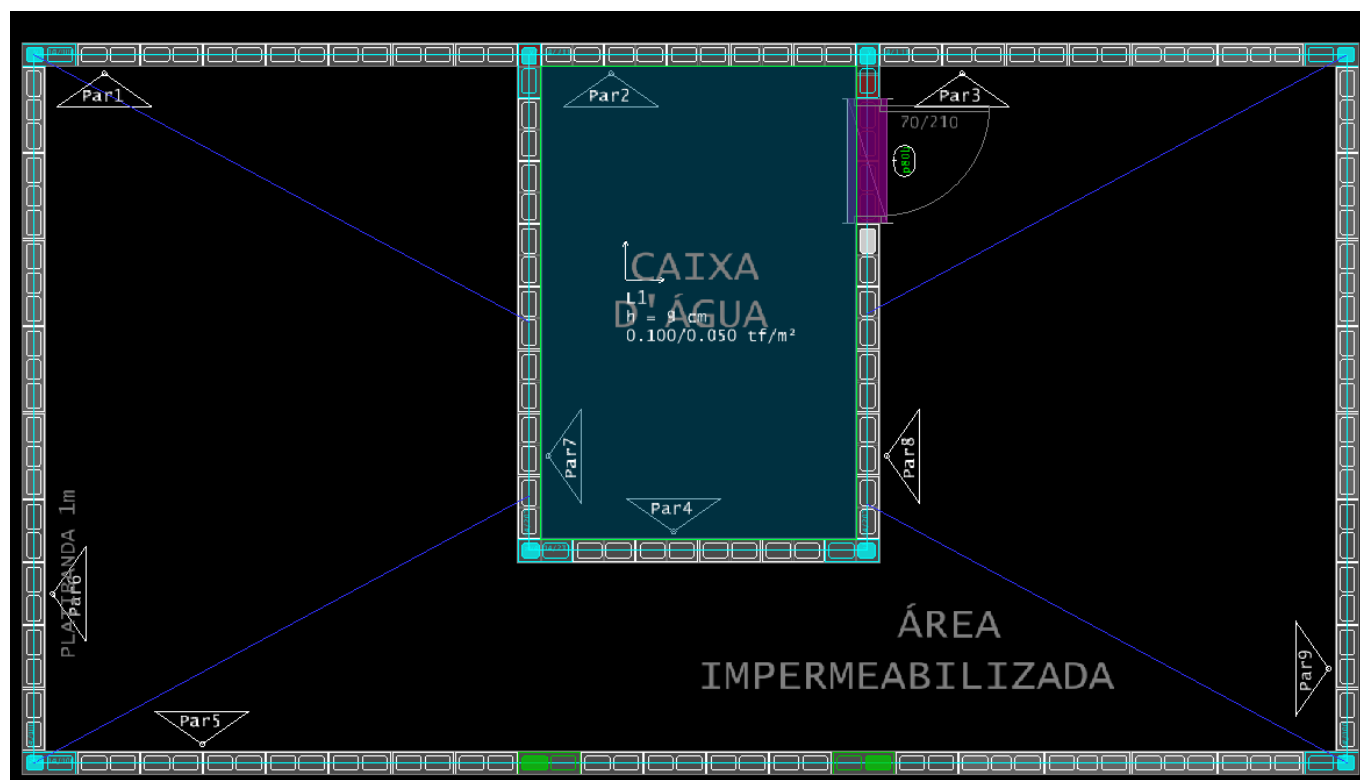 Par1
Par2
Par3
70/210
p80L
CAIXA
D'ÁGUA
L1
h = 9 cm
0.100/0.050 tf/m²
Par7
Par8
Par4
PLATIBANDA 1m
Par6
ÁREA
IMPERMEABILIZADA
Par9
Par5